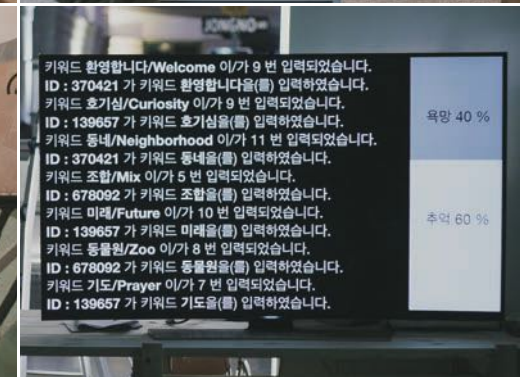 JONGNO
키워드 환영합니다/Welcome 이/가 9 번 입력되었습니다.
ID : 370421 가 키워드 환영합니다을(를) 입력하였습니다.
키워드 호기심/Curiosity 이/가 9 번 입력되었습니다.
ID : 139657 가 키워드 호기심을(를) 입력하였습니다.
키워드 동네/Neighborhood 이/가 11 번 입력되었습니다.
ID : 370421 가 키워드 동네을(를) 입력하였습니다.
키워드 조합/Mix 이/가 5 번 입력되었습니다.
ID : 678092 가 키워드 조합을(를) 입력하였습니다.
키워드 미래/Future 이/가 10 번 입력되었습니다.
ID : 139657 가 키워드 미래을(를) 입력하였습니다.
키워드 동물원/Zoo 이/가 8 번 입력되었습니다.
ID : 678092 가 키워드 동물원을(를) 입력하였습니다.
키워드 기도/Prayer 이/가 7 번 입력되었습니다.
ID : 139657 가 키워드 기도을(를) 입력하였습니다.
욕망 40 %
추억 60 %